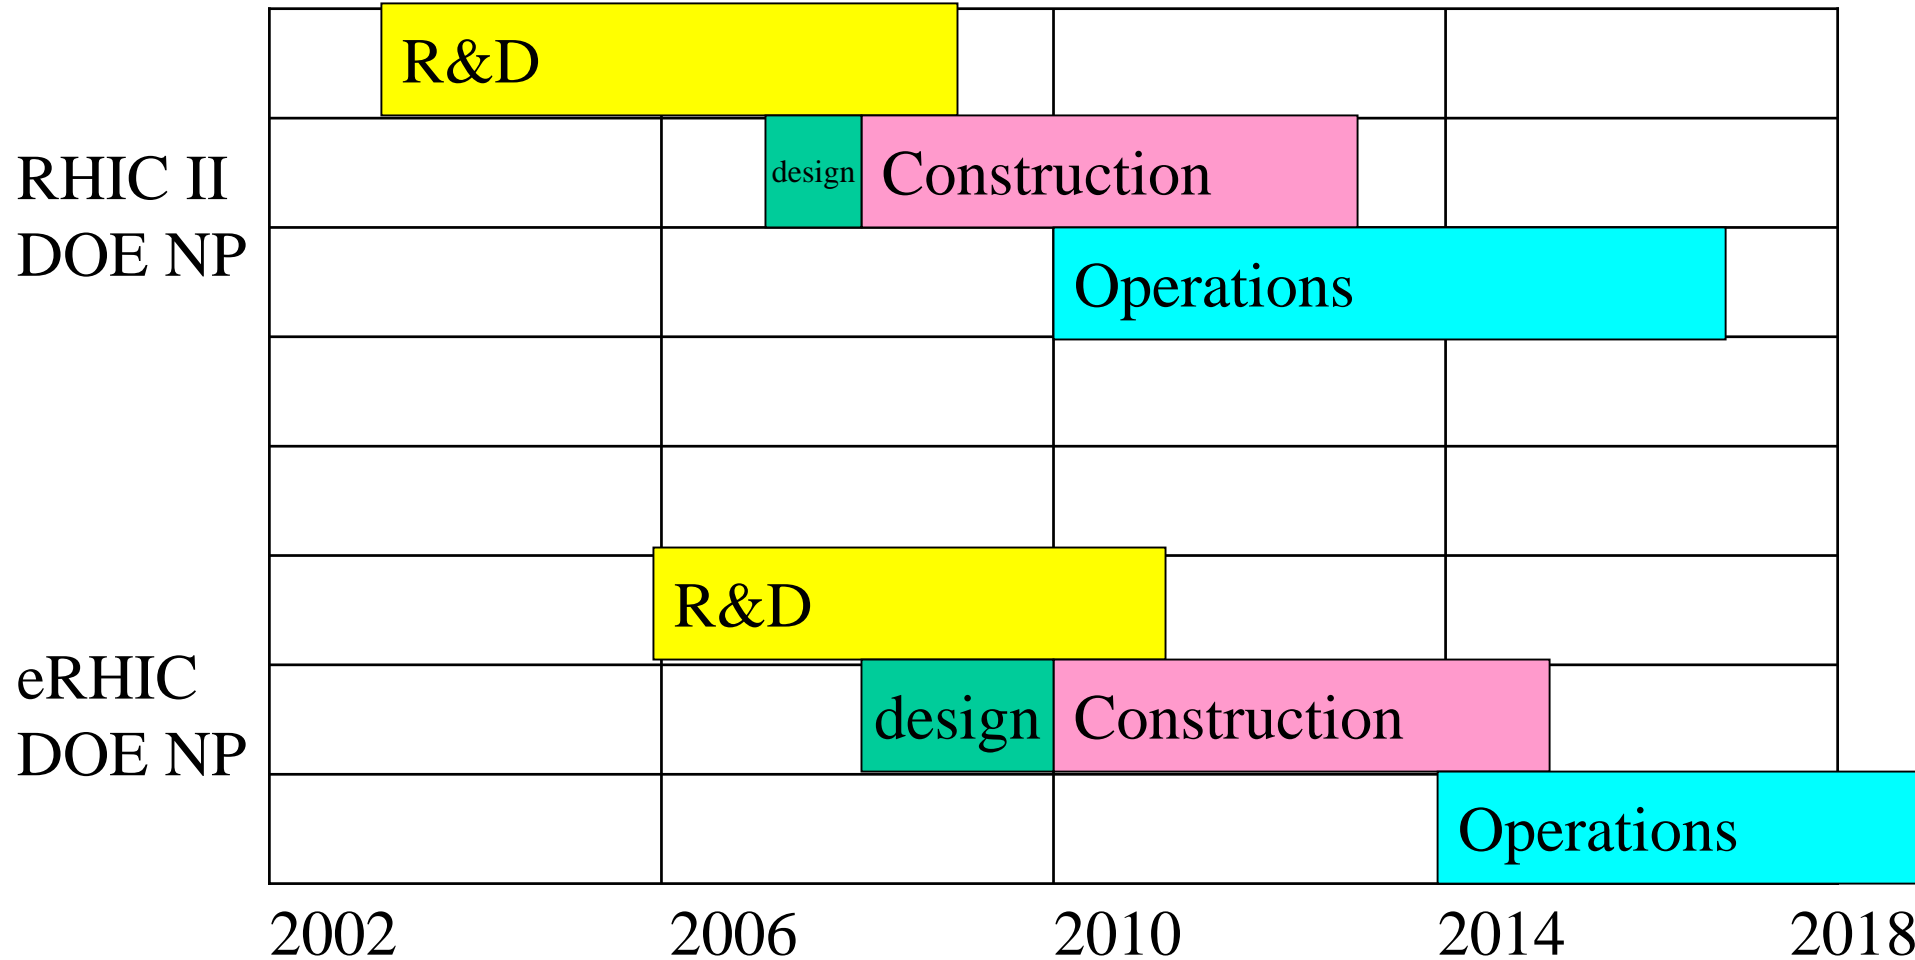 R&D
design
Construction
RHIC II
DOE NP
Operations
R&D
eRHIC
DOE NP
design
Construction
Operations
2002
2006
2010
2014
2018